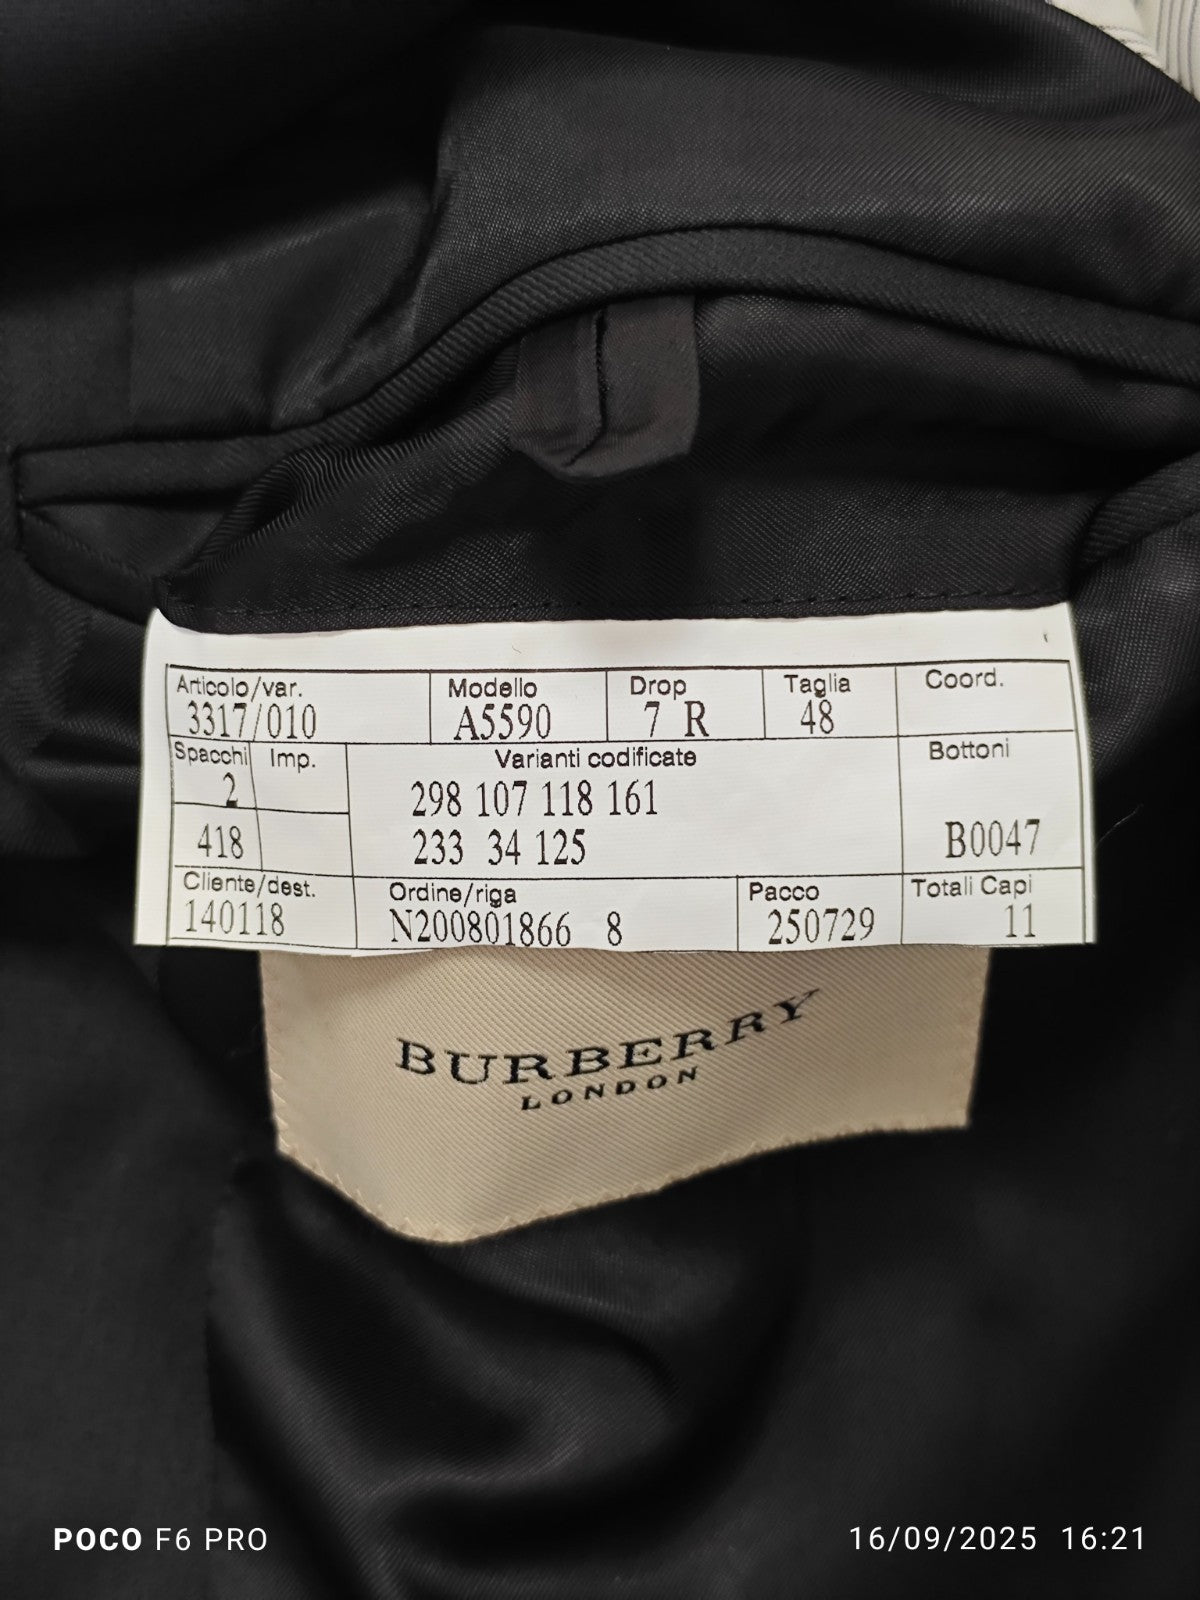 Articolo/var. Modello Drop Taglia Coord.
3317/010 A5590 7 R 48
Spacchi Imp. Varianti codificate Bottoni
2 298 107 118 161
418 233 34 125 B0047
Cliente/dest. Ordine/riga Pacco Totali Capi
140118 N200801866 8 250729 11
BURBERRY
LONDON
POCO F6 PRO 16/09/2025 16:21